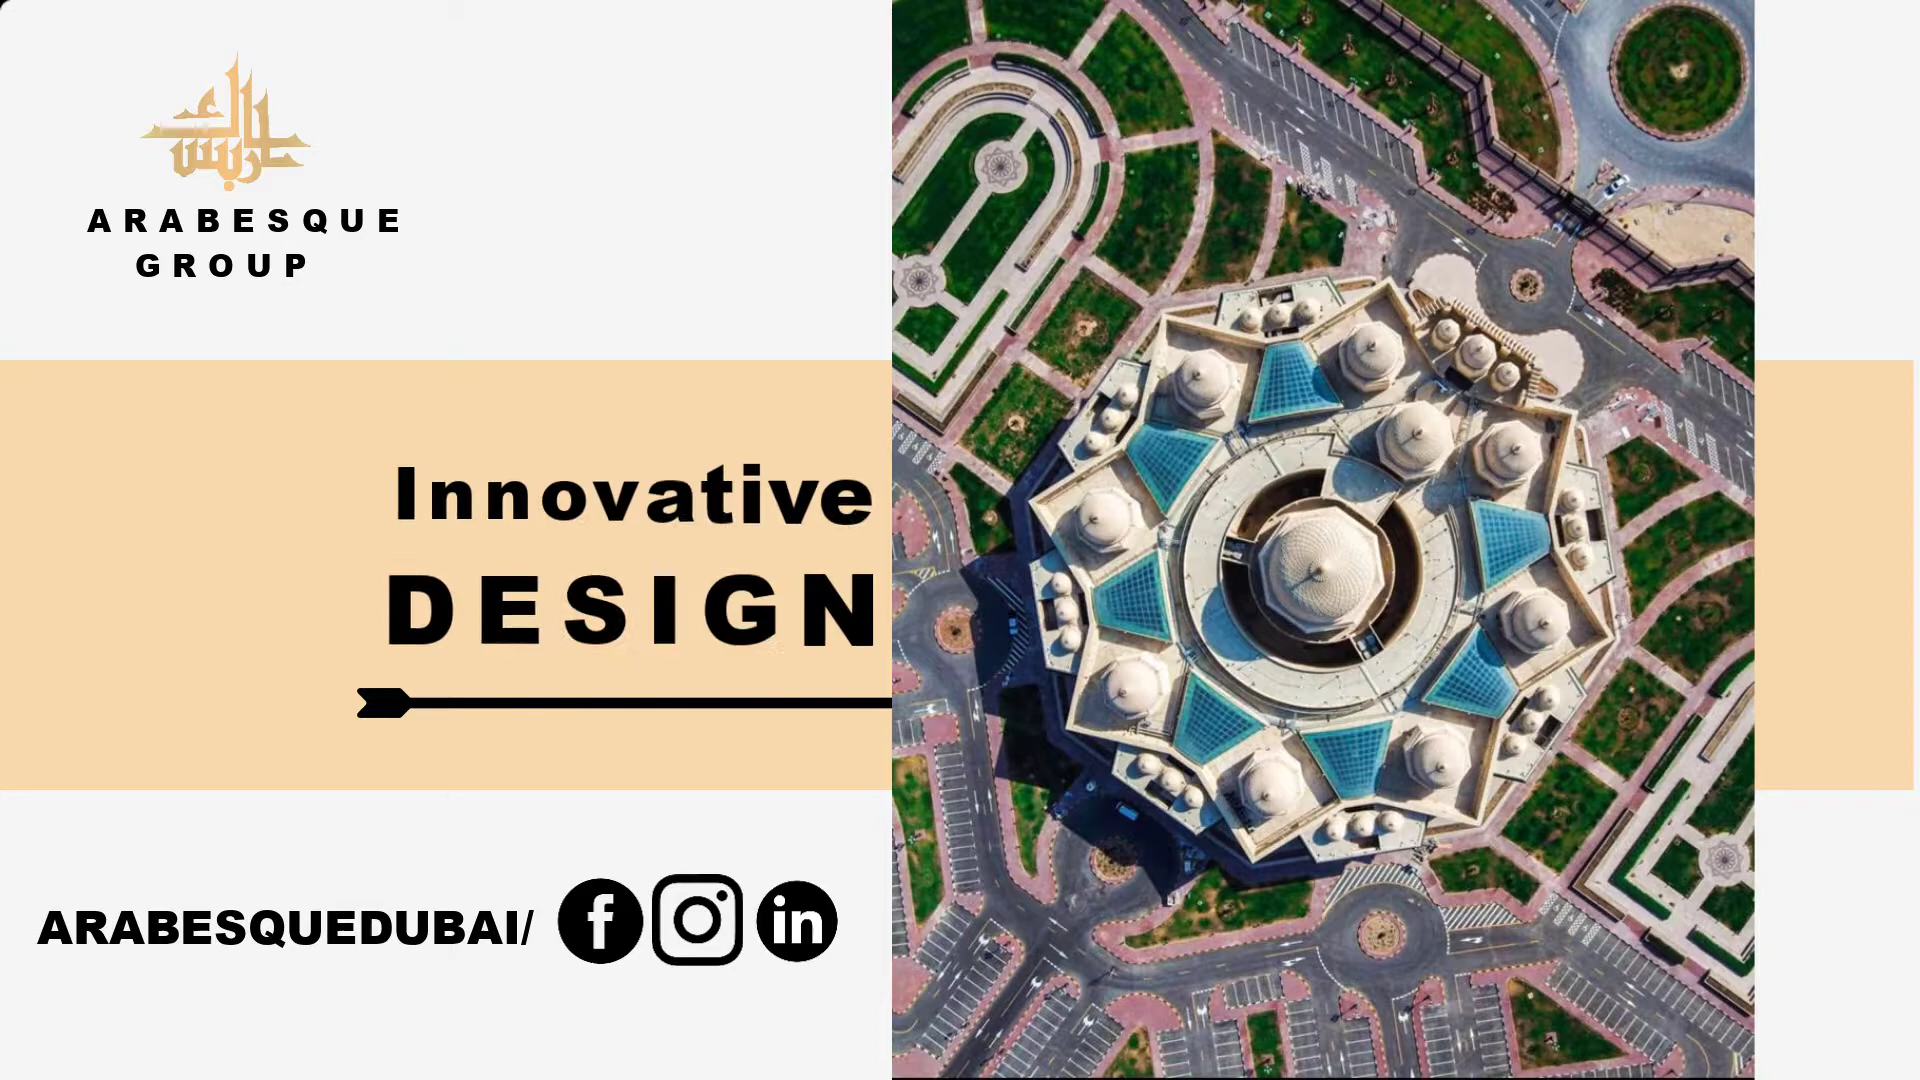 ARABESQUE
GROUP
Innovative
DESIGN
ARABESQUEDUBAI/